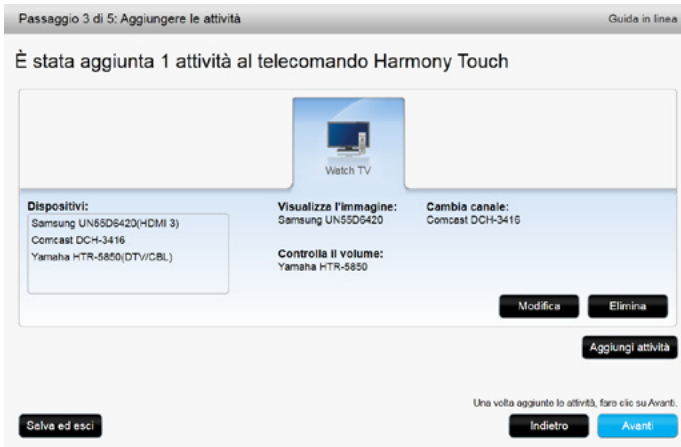 Passaggio 3 di 5: Aggiungere le attività
Guida in linea
È stata aggiunta 1 attività al telecomando Harmony Touch
Watch TV
Dispositivi:
Samsung UN55D6420(HDMI 3)
Comcast DCH-3416
Yamaha HTR-5850(DTV/CBL)
Visualizza l'immagine:
Samsung UN55D6420
Controlla il volume:
Yamaha HTR-5850
Cambia canale:
Comcast DCH-3416
Modifica
Elimina
Aggiungi attività
Una volta aggiunte le attività, fare clic su Avanti.
Salva ed esci
Indietro
Avanti